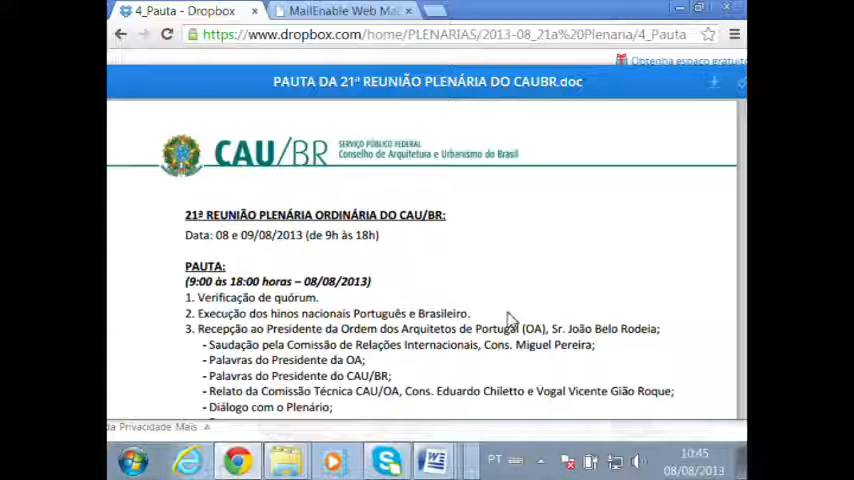 4_Pauta - Dropbox
MailEnable Web Ma
https://www.dropbox.com/home/PLENARIAS/2013-08_21a%20Plenaria/4_Pauta
Obtenha espaço gratuito
PAUTA DA 21ª REUNIÃO PLENÁRIA DO CAUBR.doc
CAU/BR
SERVIÇO PÚBLICO FEDERAL
Conselho de Arquitetura e Urbanismo do Brasil
21ª REUNIÃO PLENÁRIA ORDINÁRIA DO CAU/BR:
Data: 08 e 09/08/2013 (de 9h às 18h)
PAUTA:
(9:00 às 18:00 horas – 08/08/2013)
1. Verificação de quórum.
2. Execução dos hinos nacionais Português e Brasileiro.
3. Recepção ao Presidente da Ordem dos Arquitetos de Portugal (OA), Sr. João Belo Rodeia;
- Saudação pela Comissão de Relações Internacionais, Cons. Miguel Pereira;
- Palavras do Presidente da OA;
- Palavras do Presidente do CAU/BR;
- Relato da Comissão Técnica CAU/OA, Cons. Eduardo Chiletto e Vogal Vicente Gião Roque;
- Diálogo com o Plenário;
da Privacidade Mais
PT
10:45
08/08/2013